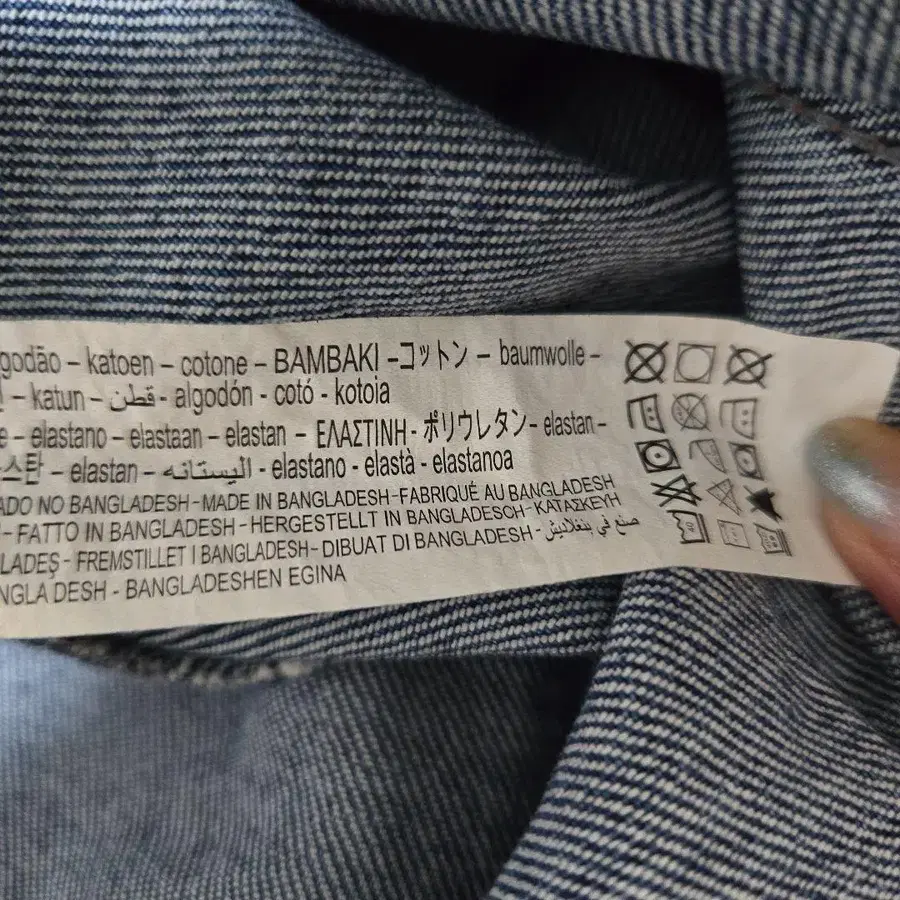 godão – katoen – cotone – BAMBAKI –コットン – baumwolle –
– katun – قطن - algodón - cotó - kotoia
e – elastano – elastaan – elastan – ΕΛΑΣΤΙΝΗ - ポリウレタン - elastan –
스탄 – elastan – اليستانه - elastano - elastà - elastanoa
ADO NO BANGLADESH - MADE IN BANGLADESH - FABRIQUÉ AU BANGLADESH
- FATTO IN BANGLADESH - HERGESTELLT IN BANGLADESCH - ΚΑΤΑΣΚΕΥΗ
LADEŞ - FREMSTILLET I BANGLADESH - DIBUAT DI BANGLADESH - صنع في بنغلاديش
NGLA DESH - BANGLADESHEN EGINA